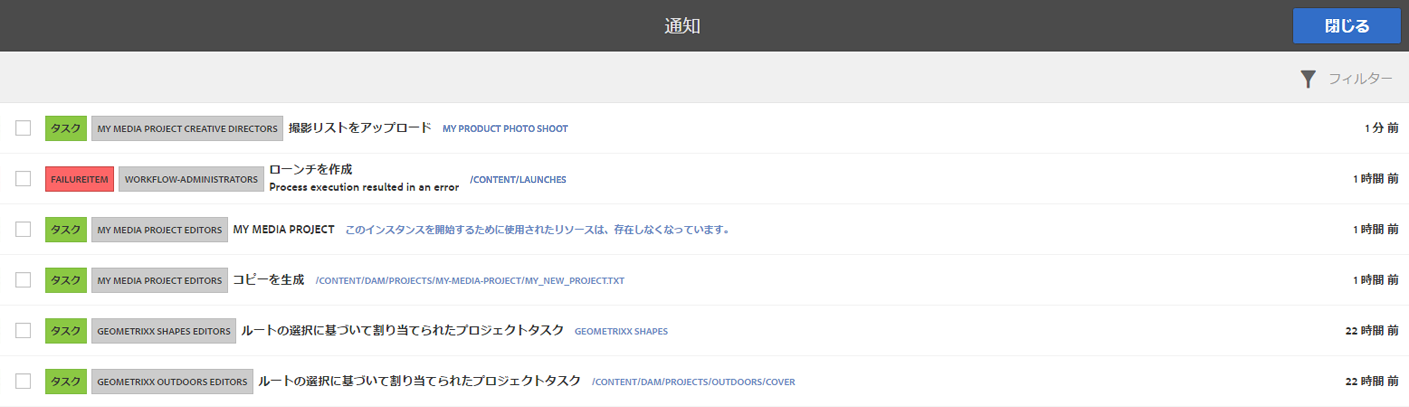 通知
閉じる
フィルター
タスク MY MEDIA PROJECT CREATIVE DIRECTORS 撮影リストをアップロード MY PRODUCT PHOTO SHOOT 1 分 前
FAILUREITEM WORKFLOW-ADMINISTRATORS ローンチを作成
Process execution resulted in an error /CONTENT/LAUNCHES 1 時間 前
タスク MY MEDIA PROJECT EDITORS MY MEDIA PROJECT このインスタンスを開始するために使用されたリソースは、存在しなくなっています。 1 時間 前
タスク MY MEDIA PROJECT EDITORS コピーを生成 /CONTENT/DAM/PROJECTS/MY-MEDIA-PROJECT/MY_NEW_PROJECT.TXT 1 時間 前
タスク GEOMETRIXX SHAPES EDITORS ルートの選択に基づいて割り当てられたプロジェクトタスク GEOMETRIXX SHAPES 22 時間 前
タスク GEOMETRIXX OUTDOORS EDITORS ルートの選択に基づいて割り当てられたプロジェクトタスク /CONTENT/DAM/PROJECTS/OUTDOORS/COVER 22 時間 前